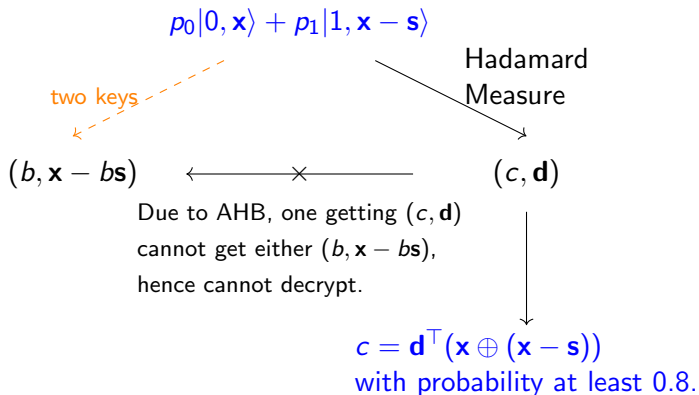 p₀|0, x⟩ + p₁|1, x − s⟩
Hadamard
Measure
two keys
(b, x − bs)
(c, d)
Due to AHB, one getting (c, d)
cannot get either (b, x − bs),
hence cannot decrypt.
c = d⊤(x ⊕ (x − s))
with probability at least 0.8.